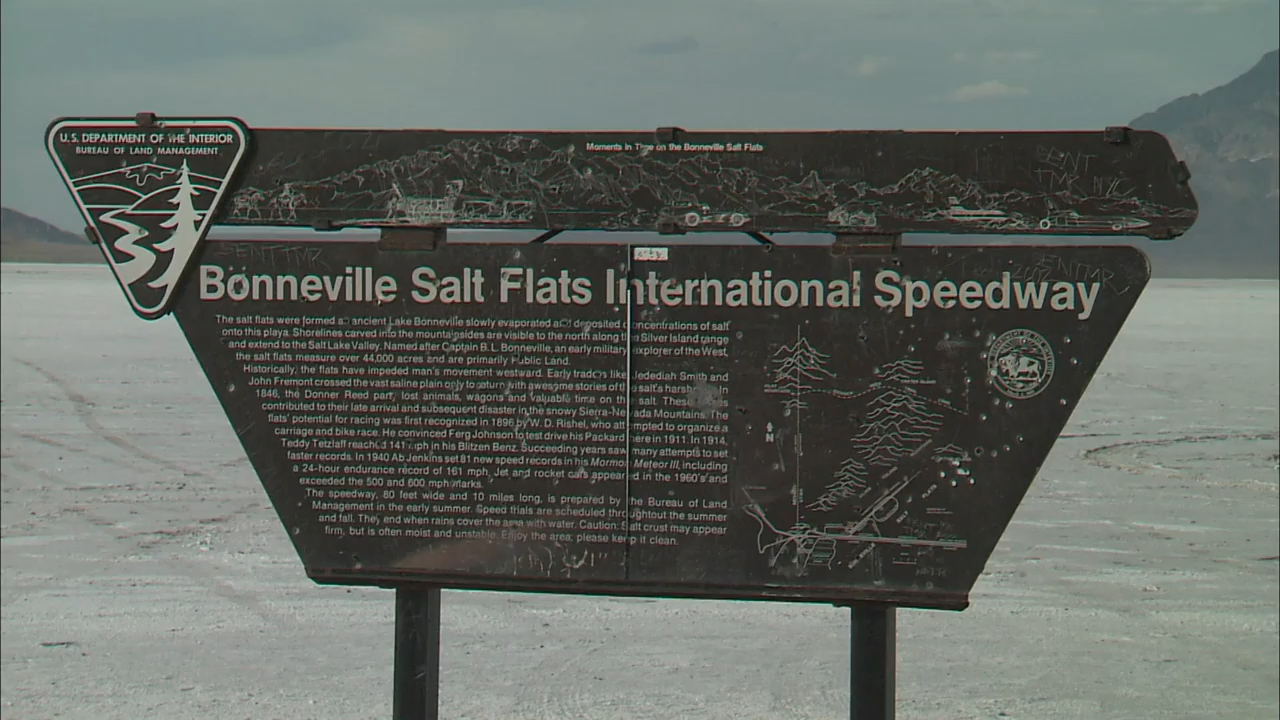 U.S. DEPARTMENT OF THE INTERIOR
BUREAU OF LAND MANAGEMENT
Moments in Time on the Bonneville Salt Flats
ENT
TMR NYC
Bonneville Salt Flats International Speedway
The salt flats were formed as ancient Lake Bonneville slowly evaporated and deposited concentrations of salt
onto this playa. Shorelines carved into the mountainsides are visible to the north along the Silver Island range
and extend to the Salt Lake Valley. Named after Captain B. L. Bonneville, an early military explorer of the West,
the salt flats measure over 44,000 acres and are primarily Public Land.
Historically, the flats have impeded man's movement westward. Early traders like Jedediah Smith and
John Fremont crossed the vast saline plain only to return with awesome stories of the salt's harsh In
1846, the Donner Reed part, lost animals, wagons and valuable time on the salt. These
contributed to their late arrival and subsequent disaster in the snowy Sierra-Nevada Mountains. The
flats' potential for racing was first recognized in 1896 by W. D. Rishel, who attempted to organize a
carriage and bike race. He convinced Ferg Johnson to test drive his Packard here in 1911. In 1914,
Teddy Tetzlaff reached 141 mph in his Blitzen Benz. Succeeding years saw many attempts to set
faster records. In 1940 Ab Jenkins set 81 new speed records in his Mormon Meteor III, including
a 24-hour endurance record of 161 mph. Jet and rocket cars appeared in the 1960's and
exceeded the 500 and 600 mph marks.
The speedway, 80 feet wide and 10 miles long, is prepared by the Bureau of Land
Management in the early summer. Speed trials are scheduled throughout the summer
and fall. They end when rains cover the area with water. Caution: Salt crust may appear
firm, but is often moist and unstable. Enjoy the area; please keep it clean.
N